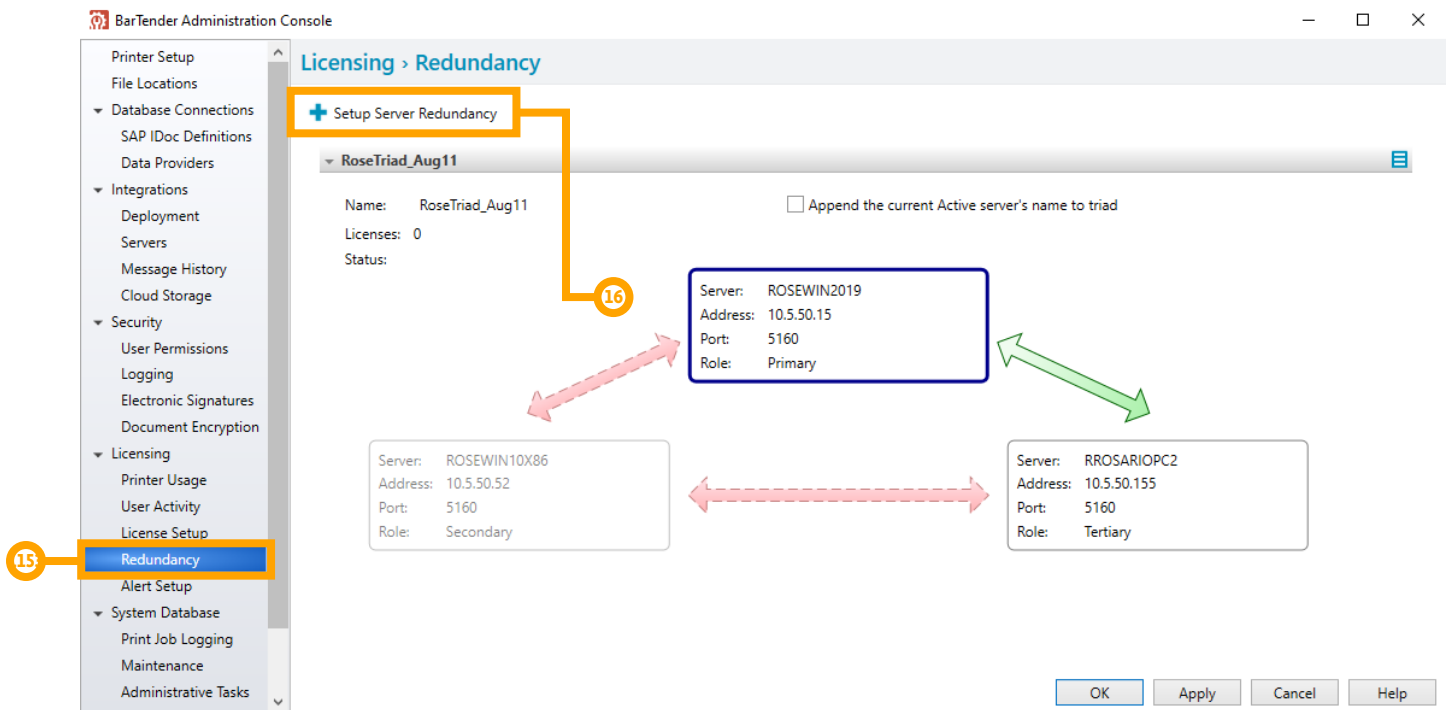 BarTender Administration Console
Printer Setup
File Locations
Database Connections
SAP IDoc Definitions
Data Providers
Integrations
Deployment
Servers
Message History
Cloud Storage
Security
User Permissions
Logging
Electronic Signatures
Document Encryption
Licensing
Printer Usage
User Activity
License Setup
15
Redundancy
Alert Setup
System Database
Print Job Logging
Maintenance
Administrative Tasks
Licensing › Redundancy
Setup Server Redundancy
RoseTriad_Aug11
Name: RoseTriad_Aug11
Append the current Active server's name to triad
Licenses: 0
Status:
16
Server: ROSEWIN2019
Address: 10.5.50.15
Port: 5160
Role: Primary
Server: ROSEWIN10X86
Address: 10.5.50.52
Port: 5160
Role: Secondary
Server: RROSARIOPC2
Address: 10.5.50.155
Port: 5160
Role: Tertiary
OK Apply Cancel Help